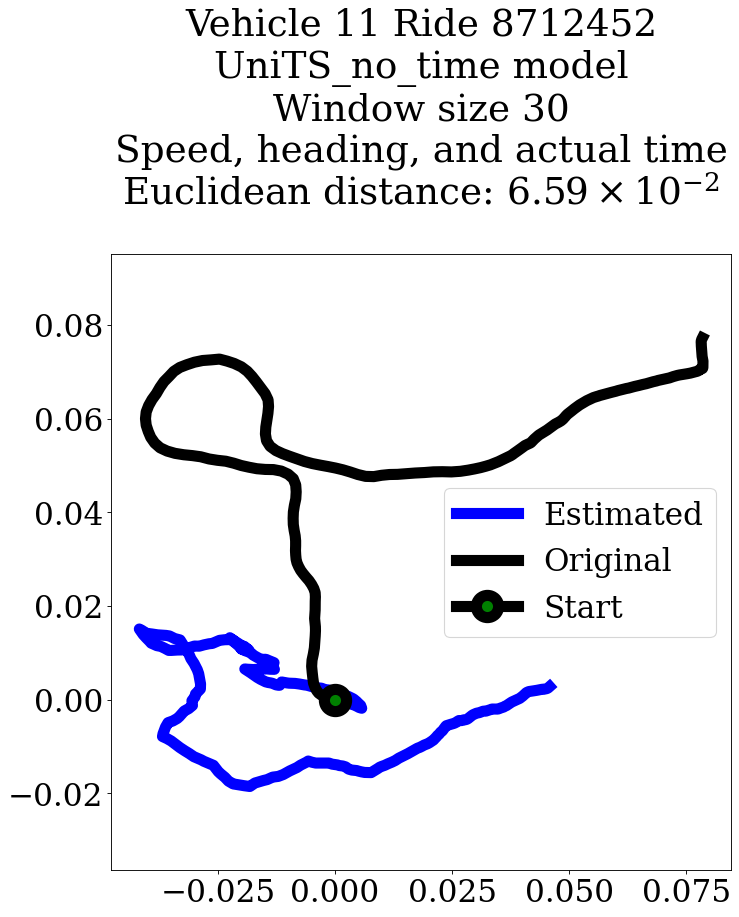 Vehicle 11 Ride 8712452
UniTS_no_time model
Window size 30
Speed, heading, and actual time
Euclidean distance: 6.59 × 10⁻²
0.08
0.06
0.04
0.02
0.00
−0.02
Estimated
Original
Start
−0.025 0.000 0.025 0.050 0.075